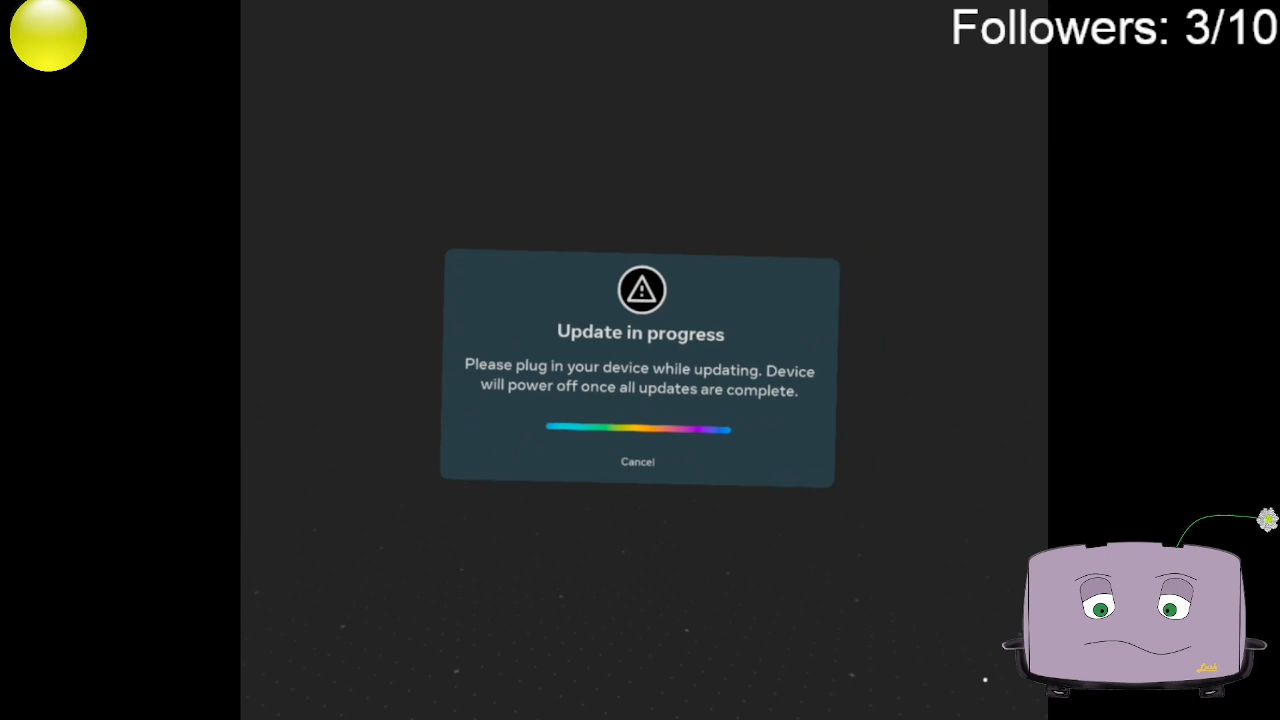 Followers: 3/10
Update in progress
Please plug in your device while updating. Device
will power off once all updates are complete.
Cancel
Lush